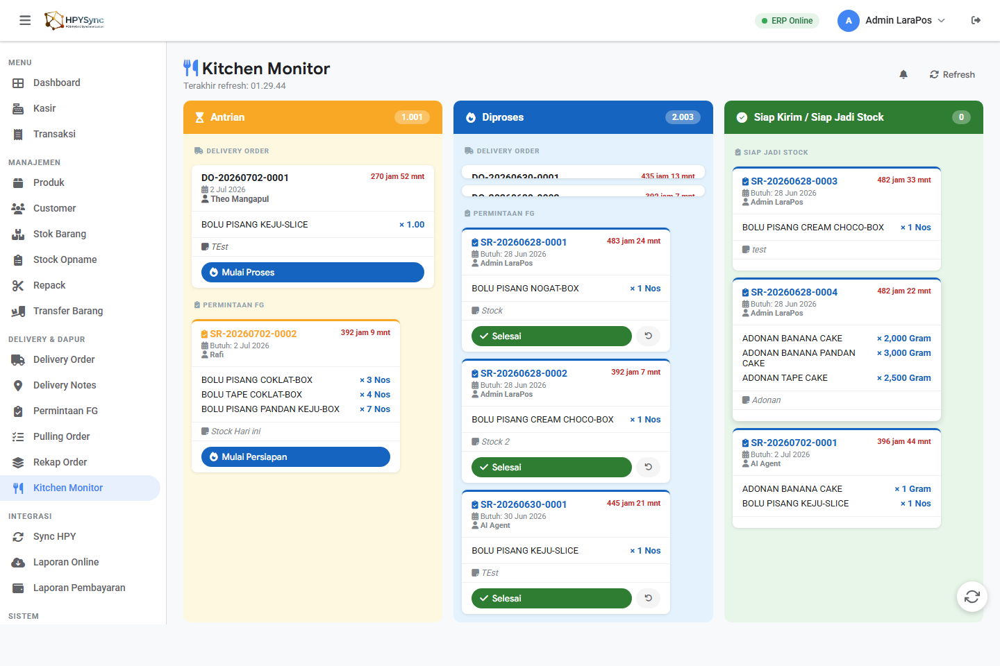 HPYSync
ERP Online
A
Admin LaraPos
MENU
Dashboard
Kasir
Transaksi
MANAJEMEN
Produk
Customer
Stok Barang
Stock Opname
Repack
Transfer Barang
DELIVERY & DAPUR
Delivery Order
Delivery Notes
Permintaan FG
Pulling Order
Rekap Order
Kitchen Monitor
INTEGRASI
Sync HPY
Laporan Online
Laporan Pembayaran
SISTEM
Kitchen Monitor
Terakhir refresh: 01.29.44
Refresh
Antrian 1.001
DELIVERY ORDER
DO-20260702-0001 270 jam 52 mnt
2 Jul 2026
Theo Mangapul
BOLU PISANG KEJU-SLICE × 1.00
TEst
Mulai Proses
PERMINTAAN FG
SR-20260702-0002 392 jam 9 mnt
Butuh: 2 Jul 2026
Rafi
BOLU PISANG COKLAT-BOX × 3 Nos
BOLU TAPE COKLAT-BOX × 4 Nos
BOLU PISANG PANDAN KEJU-BOX × 7 Nos
Stock Hari ini
Mulai Persiapan
Diproses 2.003
DELIVERY ORDER
DO-20260630-0001 435 jam 13 mnt
392 jam 7 mnt
PERMINTAAN FG
SR-20260628-0001 483 jam 24 mnt
Butuh: 28 Jun 2026
Admin LaraPos
BOLU PISANG NOGAT-BOX × 1 Nos
Stock
Selesai
SR-20260628-0002 392 jam 7 mnt
Butuh: 28 Jun 2026
Admin LaraPos
BOLU PISANG CREAM CHOCO-BOX × 1 Nos
Stock 2
Selesai
SR-20260630-0001 445 jam 21 mnt
Butuh: 30 Jun 2026
AI Agent
BOLU PISANG KEJU-SLICE × 1 Nos
TEst
Selesai
Siap Kirim / Siap Jadi Stock 0
SIAP JADI STOCK
SR-20260628-0003 482 jam 33 mnt
Butuh: 28 Jun 2026
Admin LaraPos
BOLU PISANG CREAM CHOCO-BOX × 1 Nos
test
SR-20260628-0004 482 jam 22 mnt
Butuh: 28 Jun 2026
Admin LaraPos
ADONAN BANANA CAKE × 2,000 Gram
ADONAN BANANA PANDAN × 3,000 Gram
CAKE
ADONAN TAPE CAKE × 2,500 Gram
Adonan
SR-20260702-0001 396 jam 44 mnt
Butuh: 2 Jul 2026
AI Agent
ADONAN BANANA CAKE × 1 Gram
BOLU PISANG KEJU-SLICE × 1 Nos